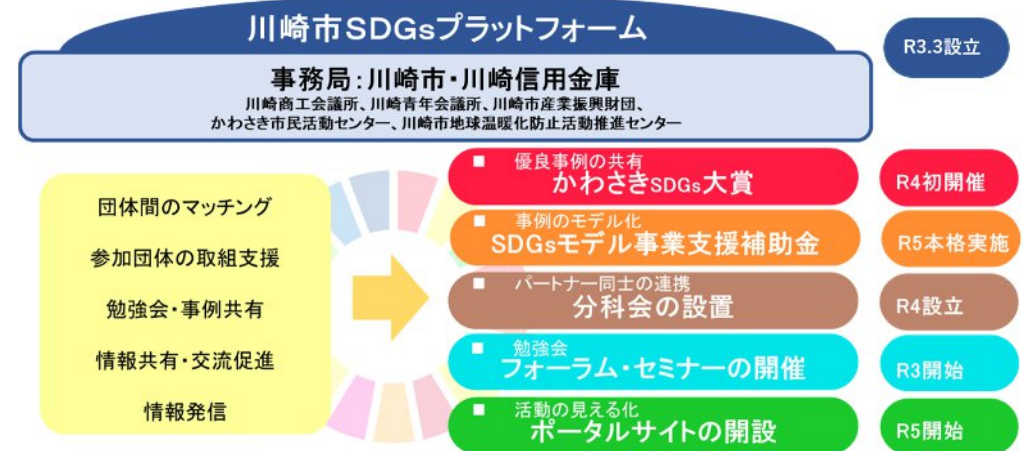 川崎市SDGsプラットフォーム
R3.3設立
事務局:川崎市・川崎信用金庫
川崎商工会議所、川崎青年会議所、川崎市産業振興財団、
かわさき市民活動センター、川崎市地球温暖化防止活動推進センター
団体間のマッチング
参加団体の取組支援
勉強会・事例共有
情報共有・交流促進
情報発信
■ 優良事例の共有
かわさきSDGs大賞
R4初開催
■ 事例のモデル化
SDGsモデル事業支援補助金
R5本格実施
■ パートナー同士の連携
分科会の設置
R4設立
■ 勉強会
フォーラム・セミナーの開催
R3開始
■ 活動の見える化
ポータルサイトの開設
R5開始